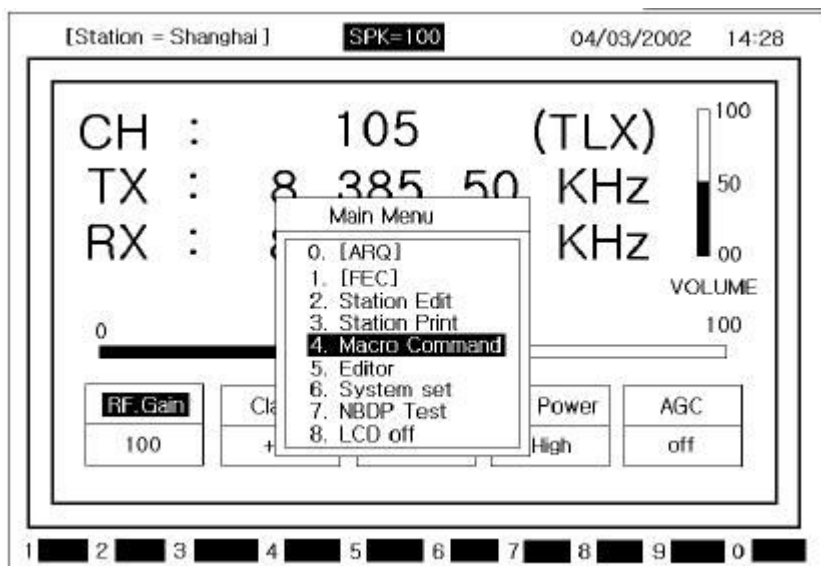 [Station = Shanghai] SPK=100 04/03/2002 14:28
CH : 105 (TLX)
TX : 8 385 50 KHz
RX : KHz
100
50
00
VOLUME
Main Menu
0. [ARQ]
1. [FEC]
2. Station Edit
3. Station Print
4. Macro Command
5. Editor
6. System set
7. NBDP Test
8. LCD off
0 100
RF.Gain Power AGC
100 High off
1 2 3 4 5 6 7 8 9 0